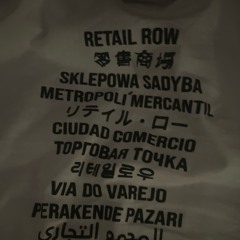 RETAIL ROW
零售商場
SKLEPOWA SADYBA
METROPOLI MERCANTIL
リテイル・ロー
CIUDAD COMERCIO
ТОРГОВАЯ ТОЧКА
리테일로우
VIA DO VAREJO
PERAKENDE PAZARI
المجمع التجاري